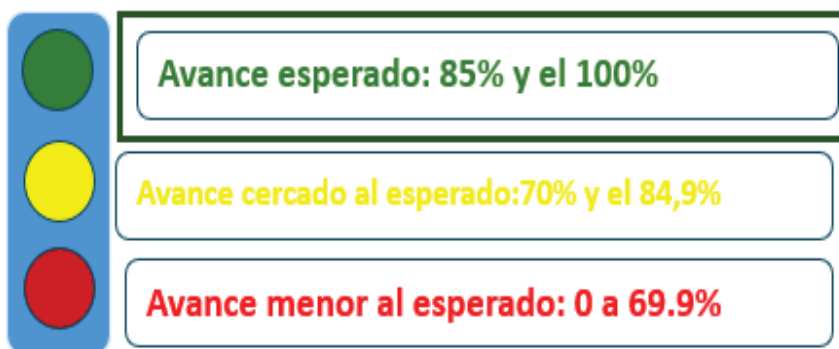 Avance esperado: 85% y el 100%
Avance cercado al esperado:70% y el 84,9%
Avance menor al esperado: 0 a 69.9%